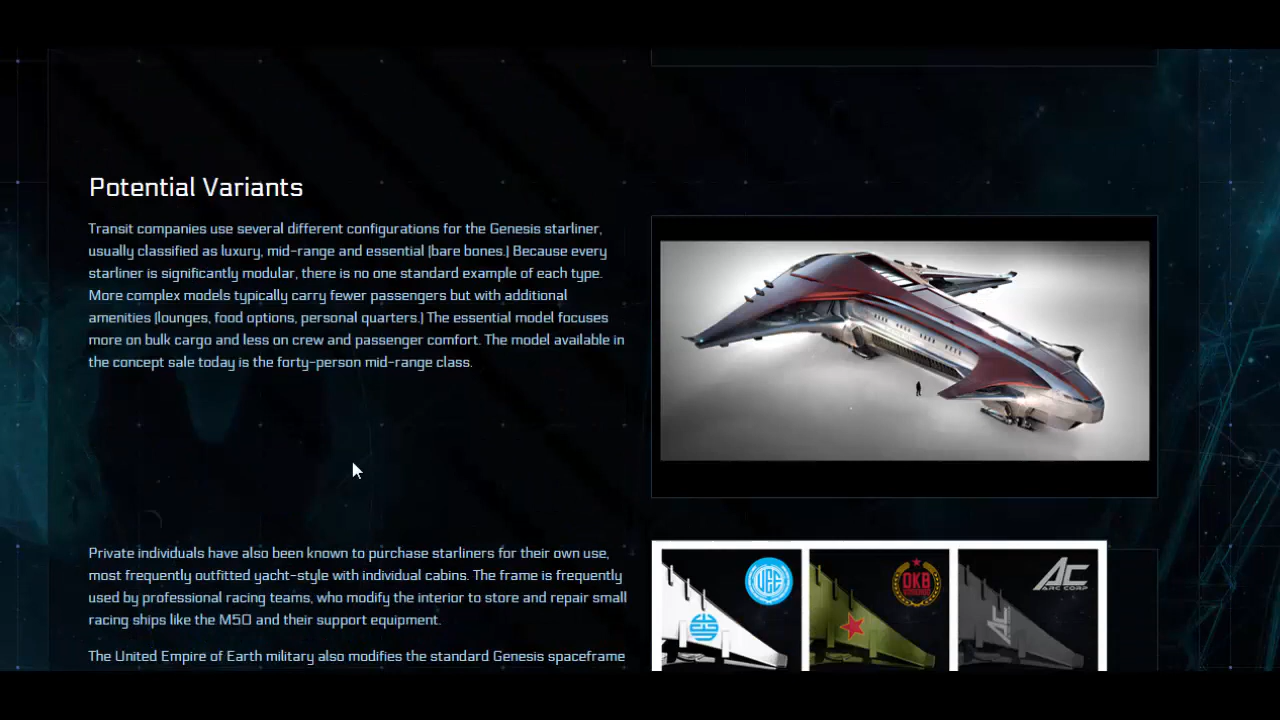 Potential Variants
Transit companies use several different configurations for the Genesis starliner,
usually classified as luxury, mid-range and essential (bare bones.) Because every
starliner is significantly modular, there is no one standard example of each type.
More complex models typically carry fewer passengers but with additional
amenities (lounges, food options, personal quarters.) The essential model focuses
more on bulk cargo and less on crew and passenger comfort. The model available in
the concept sale today is the forty-person mid-range class.
Private individuals have also been known to purchase starliners for their own use,
most frequently outfitted yacht-style with individual cabins. The frame is frequently
used by professional racing teams, who modify the interior to store and repair small
racing ships like the M50 and their support equipment.
The United Empire of Earth military also modifies the standard Genesis spaceframe
UEE
OKB
AC
ARC CORP
AC